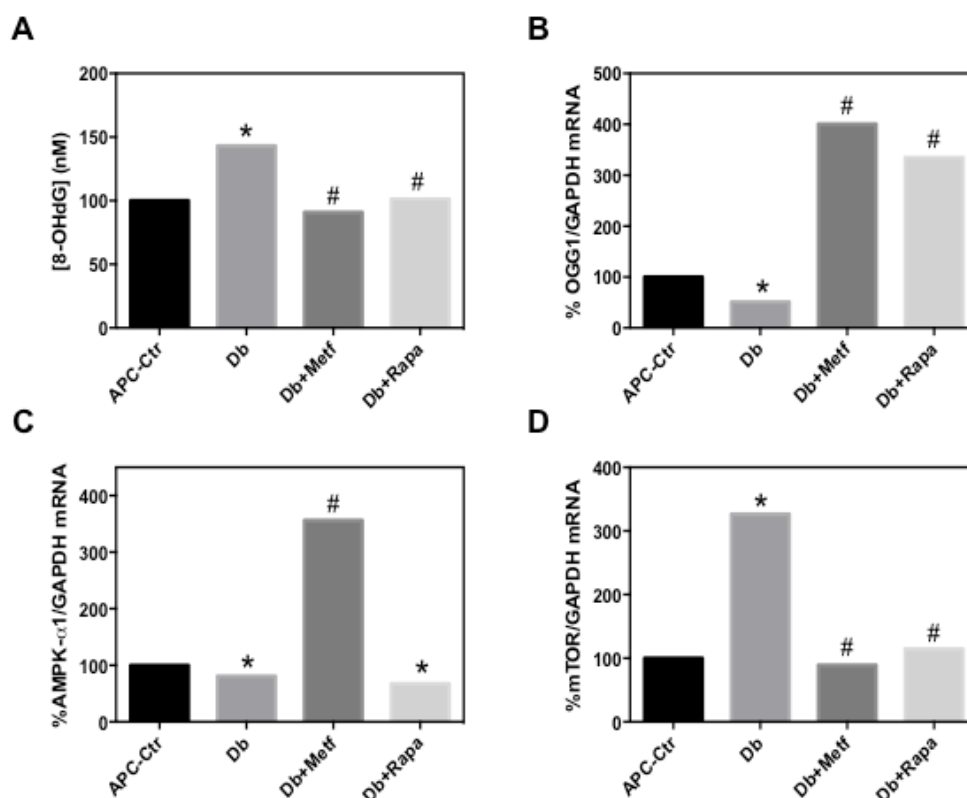 A
[8-OHdG] (nM)
200
150
100
50
0
*
#
#
APC-Ctr
Db
Db+Metf
Db+Rapa
B
% OGG1/GAPDH mRNA
500
400
300
200
100
0
*
#
#
APC-Ctr
Db
Db+Metf
Db+Rapa
C
%AMPK-α1/GAPDH mRNA
400
300
200
100
0
*
#
*
APC-Ctr
Db
Db+Metf
Db+Rapa
D
%mTOR/GAPDH mRNA
400
300
200
100
0
*
#
#
APC-Ctr
Db
Db+Metf
Db+Rapa